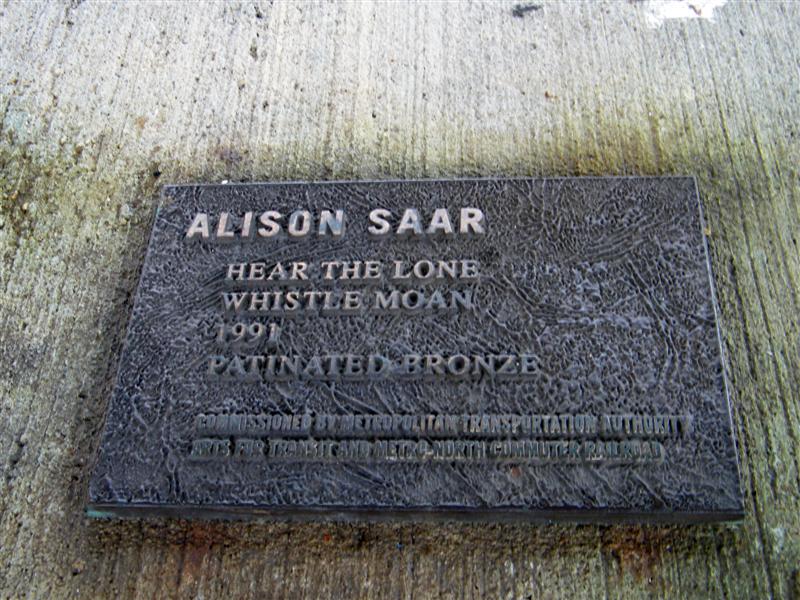 ALISON SAAR
HEAR THE LONE
WHISTLE MOAN
1991
PATINATED BRONZE
COMMISSIONED BY METROPOLITAN TRANSPORTATION AUTHORITY
ARTS FOR TRANSIT AND METRO-NORTH COMMUTER RAILROAD